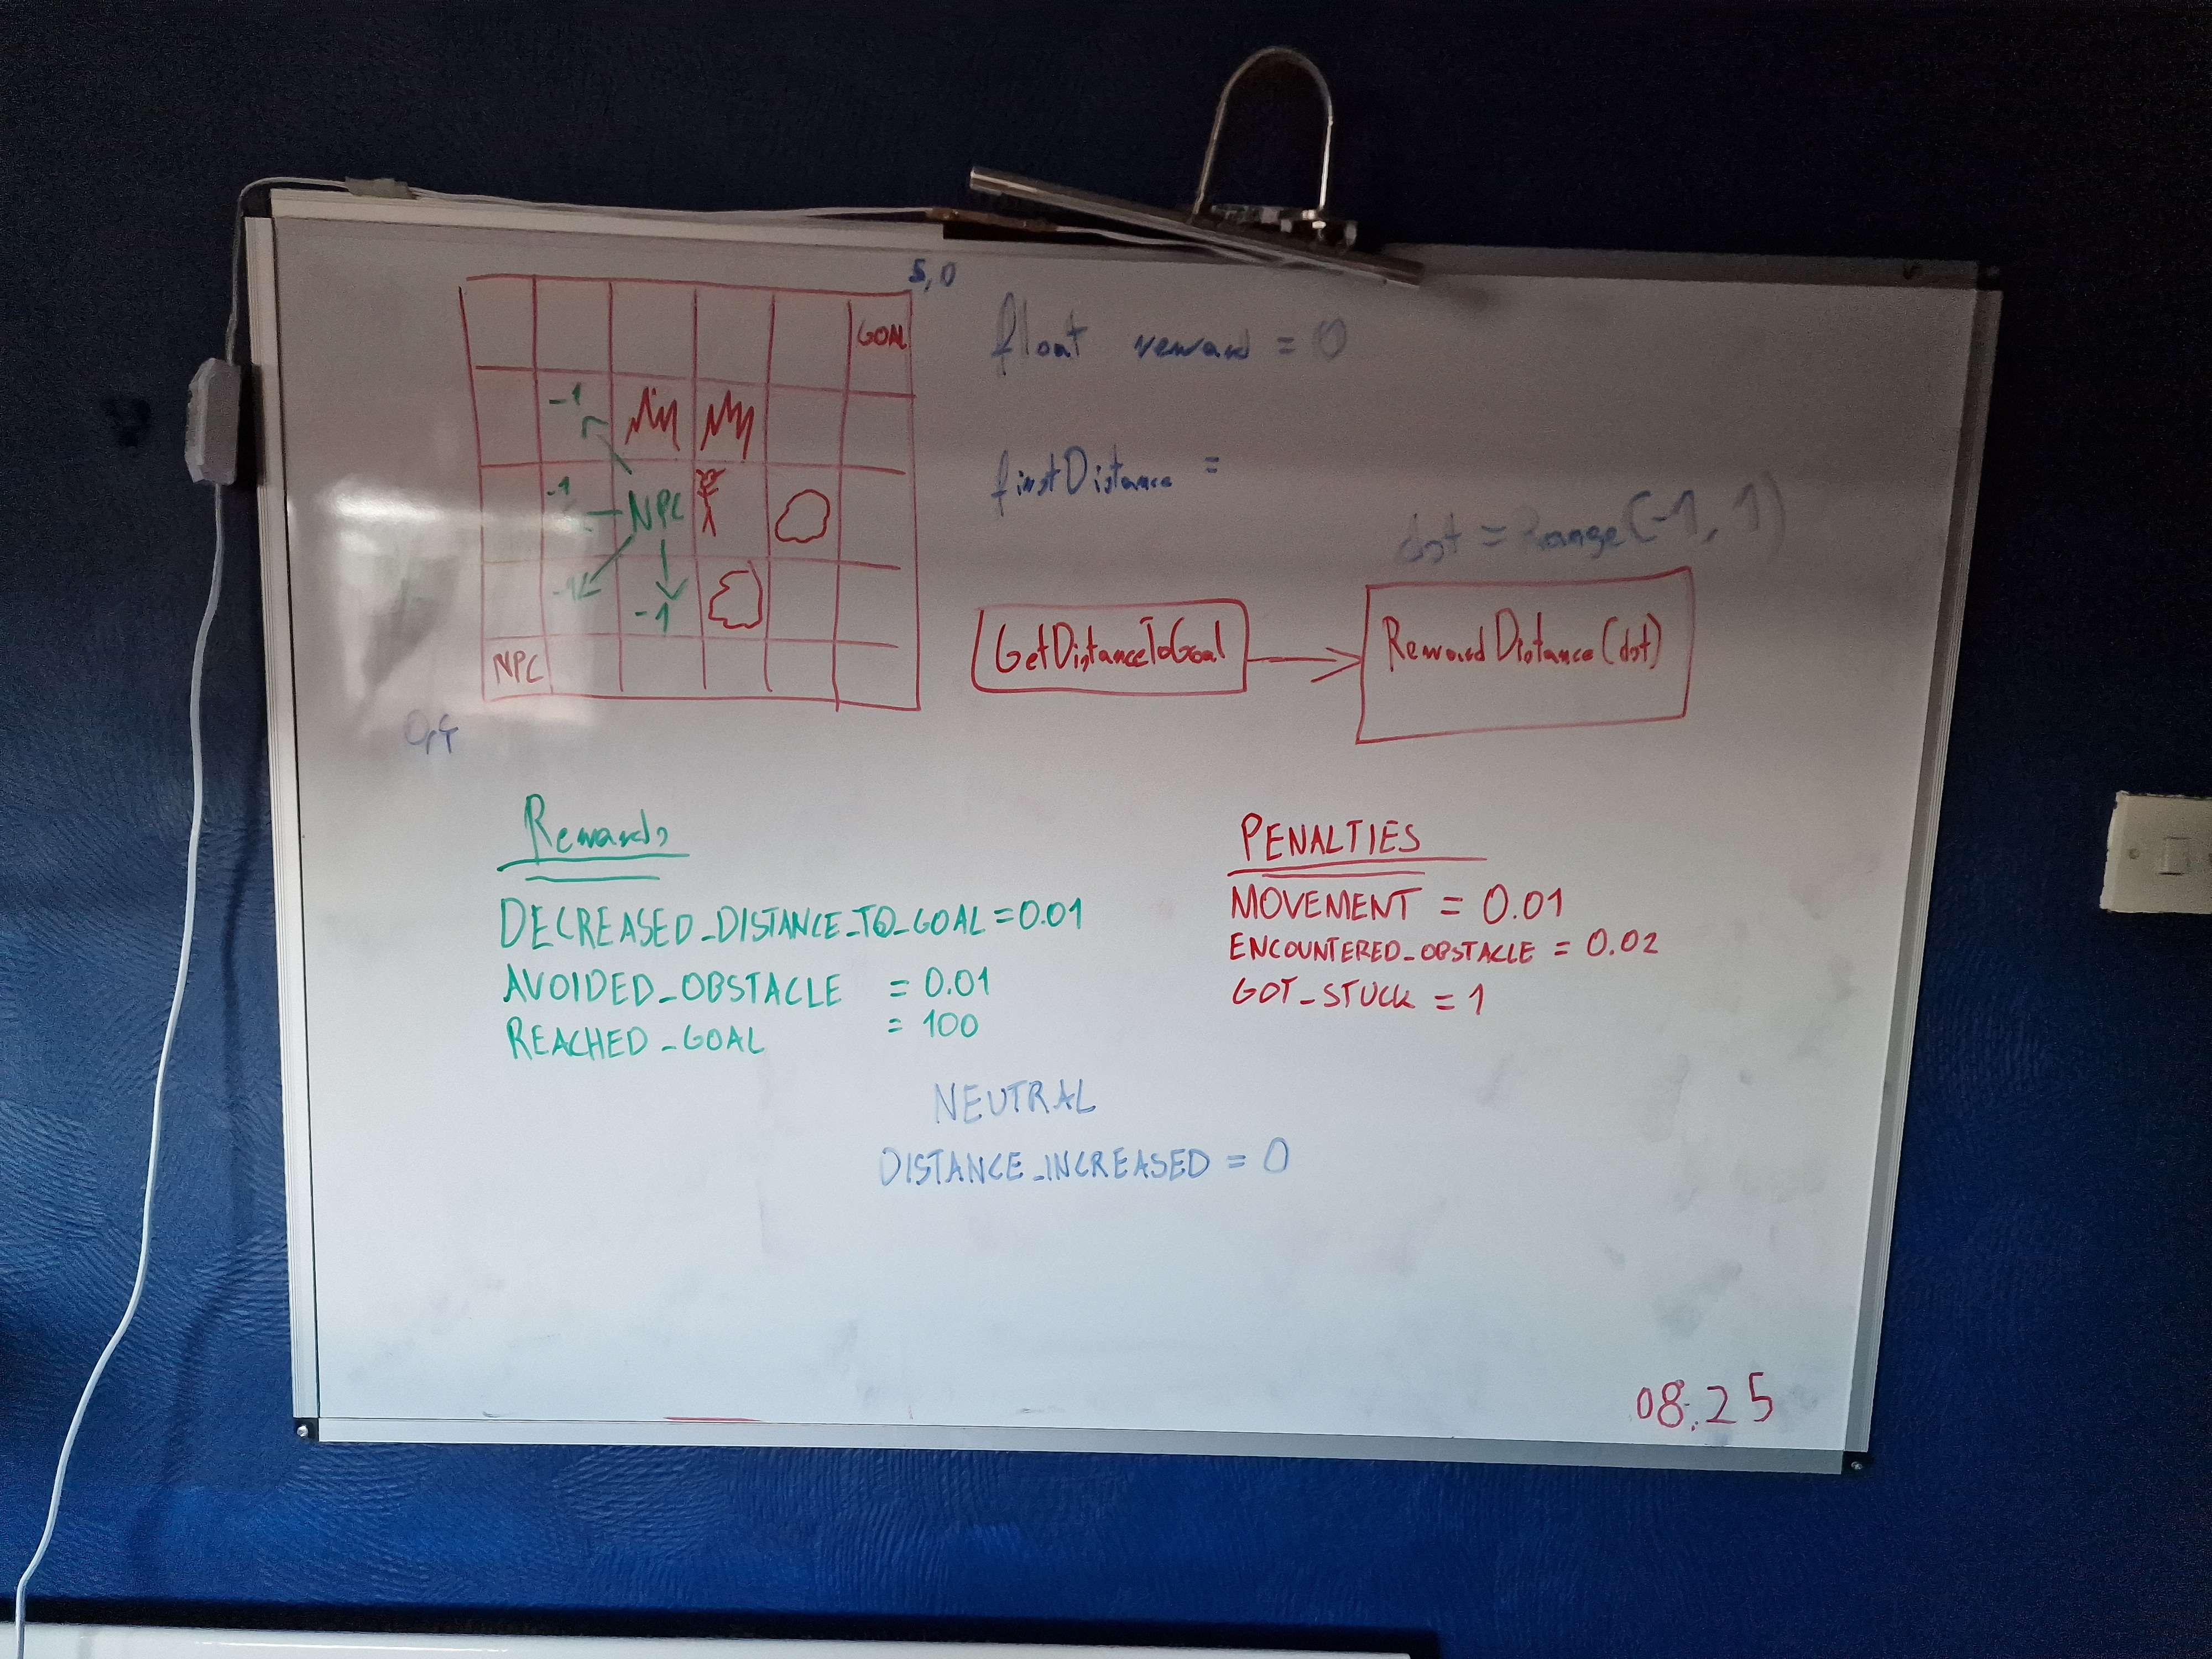 5,0
GOAL
-1
-1
NPC
-1
-1
NPC
0,4
float reward = 0
firstDistance =
dst = Range(-1, 1)
GetDistanceToGoal
RewardDistance(dst)
Rewards
DECREASED_DISTANCE_TO_GOAL = 0.01
AVOIDED_OBSTACLE = 0.01
REACHED_GOAL = 100
PENALTIES
MOVEMENT = 0.01
ENCOUNTERED_OBSTACLE = 0.02
GOT_STUCK = 1
NEUTRAL
DISTANCE_INCREASED = 0
08.25